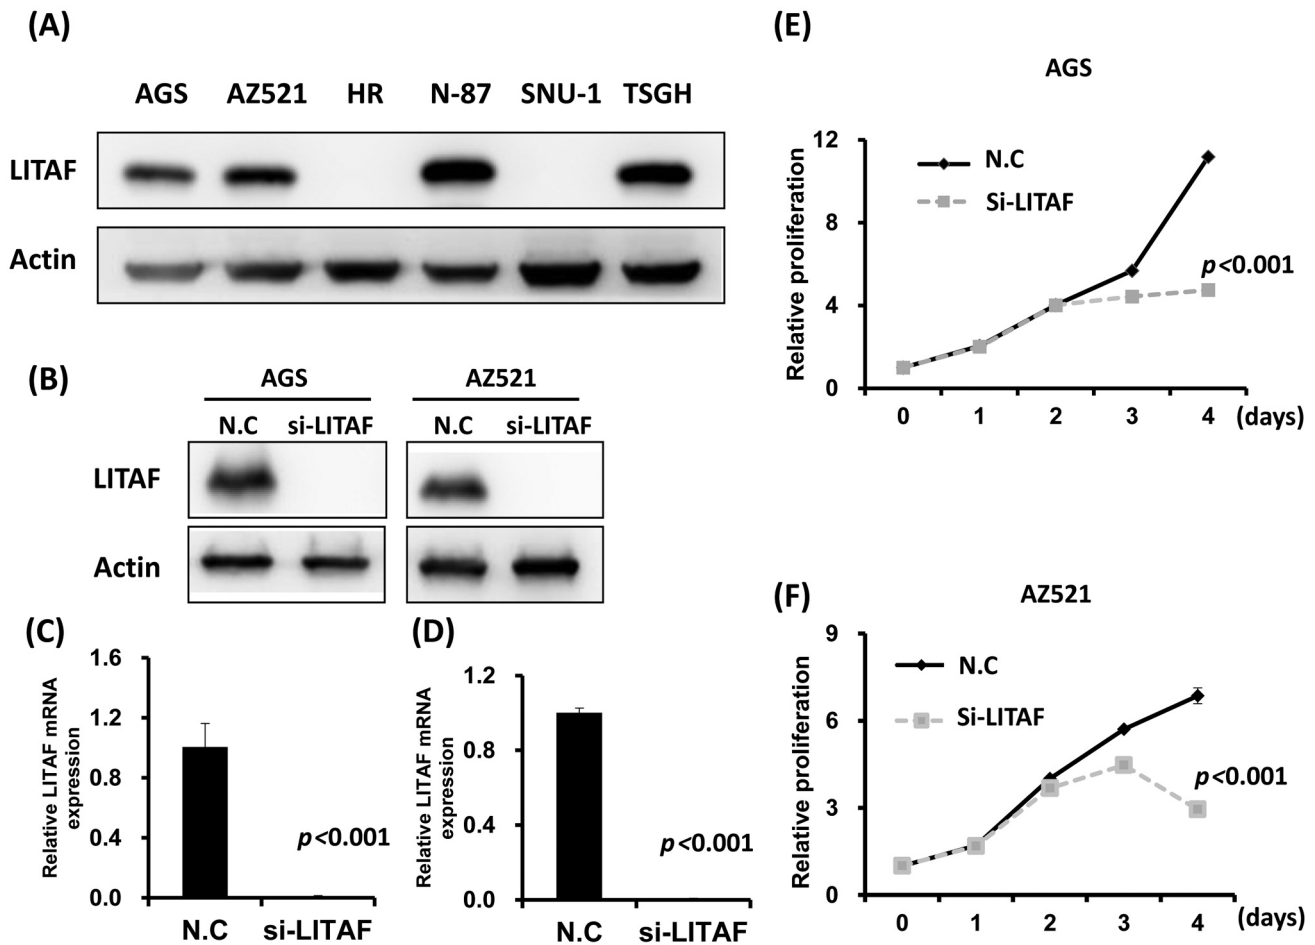 (A)
AGS AZ521 HR N-87 SNU-1 TSGH
LITAF
Actin
(B)
AGS AZ521
N.C si-LITAF N.C si-LITAF
LITAF
Actin
(C)
Relative LITAF mRNA
expression
1.6
1.2
0.8
0.4
0.0
p<0.001
N.C si-LITAF
(D)
Relative LITAF mRNA
expression
1.2
0.8
0.4
0.0
p<0.001
N.C si-LITAF
(E)
AGS
Relative proliferation
12
8
4
0
N.C
Si-LITAF
p<0.001
0 1 2 3 4 (days)
(F)
AZ521
Relative proliferation
9
6
3
0
N.C
Si-LITAF
p<0.001
0 1 2 3 4 (days)